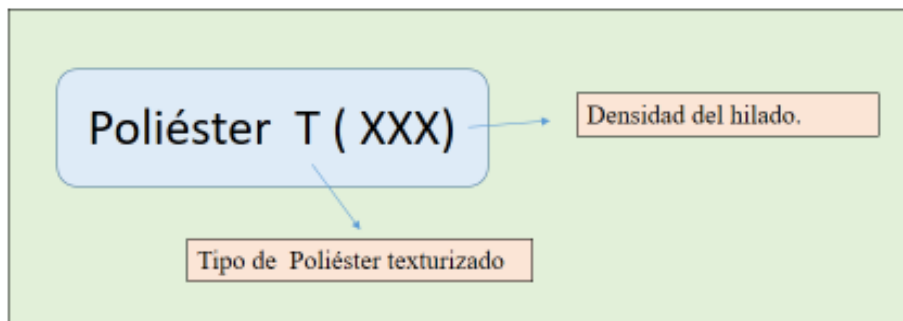 Poliéster T ( XXX)
Densidad del hilado.
Tipo de Poliéster texturizado